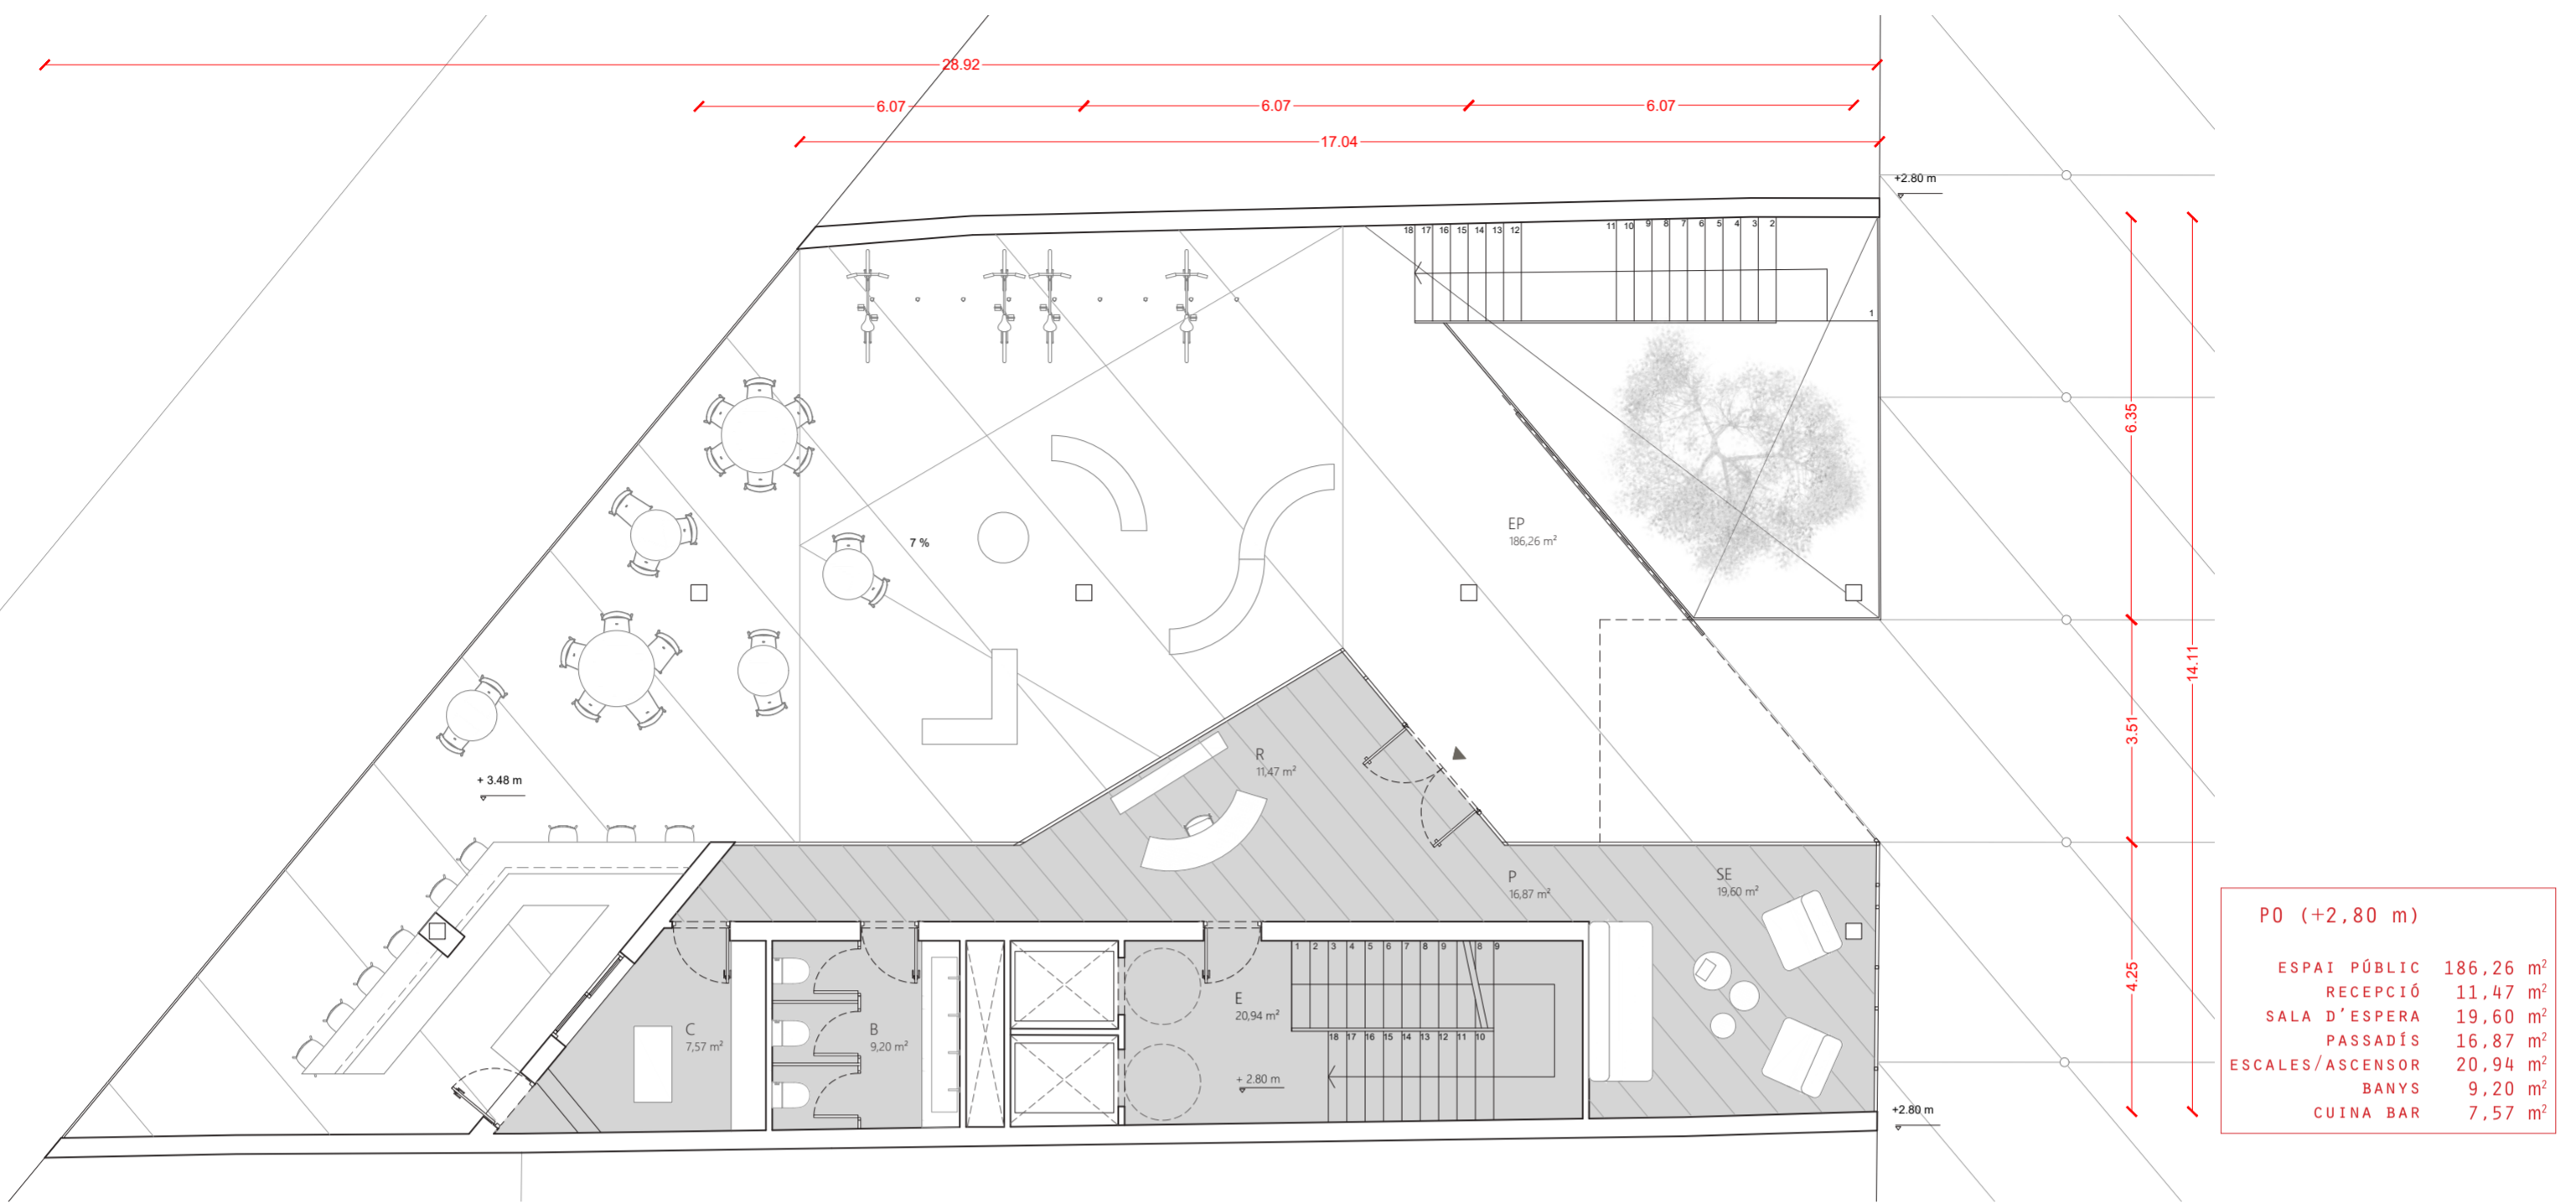 28.92
6.07 6.07 6.07
17.04
+2.80 m
18 17 16 15 14 13 12 11 10 9 8 7 6 5 4 3 2
1
6.35
EP
186,26 m²
7 %
14.11
3.51
R
11,47 m²
+ 3.48 m
P
16,87 m²
SE
19,60 m²
1 2 3 4 5 6 7 8 9 8 9
4.25
E
20,94 m²
C
7,57 m²
B
9,20 m²
18 17 16 15 14 13 12 11 10
+ 2.80 m
+2.80 m
P0 (+2,80 m)
ESPAI PÚBLIC 186,26 m²
RECEPCIÓ 11,47 m²
SALA D'ESPERA 19,60 m²
PASSADÍS 16,87 m²
ESCALES/ASCENSOR 20,94 m²
BANYS 9,20 m²
CUINA BAR 7,57 m²